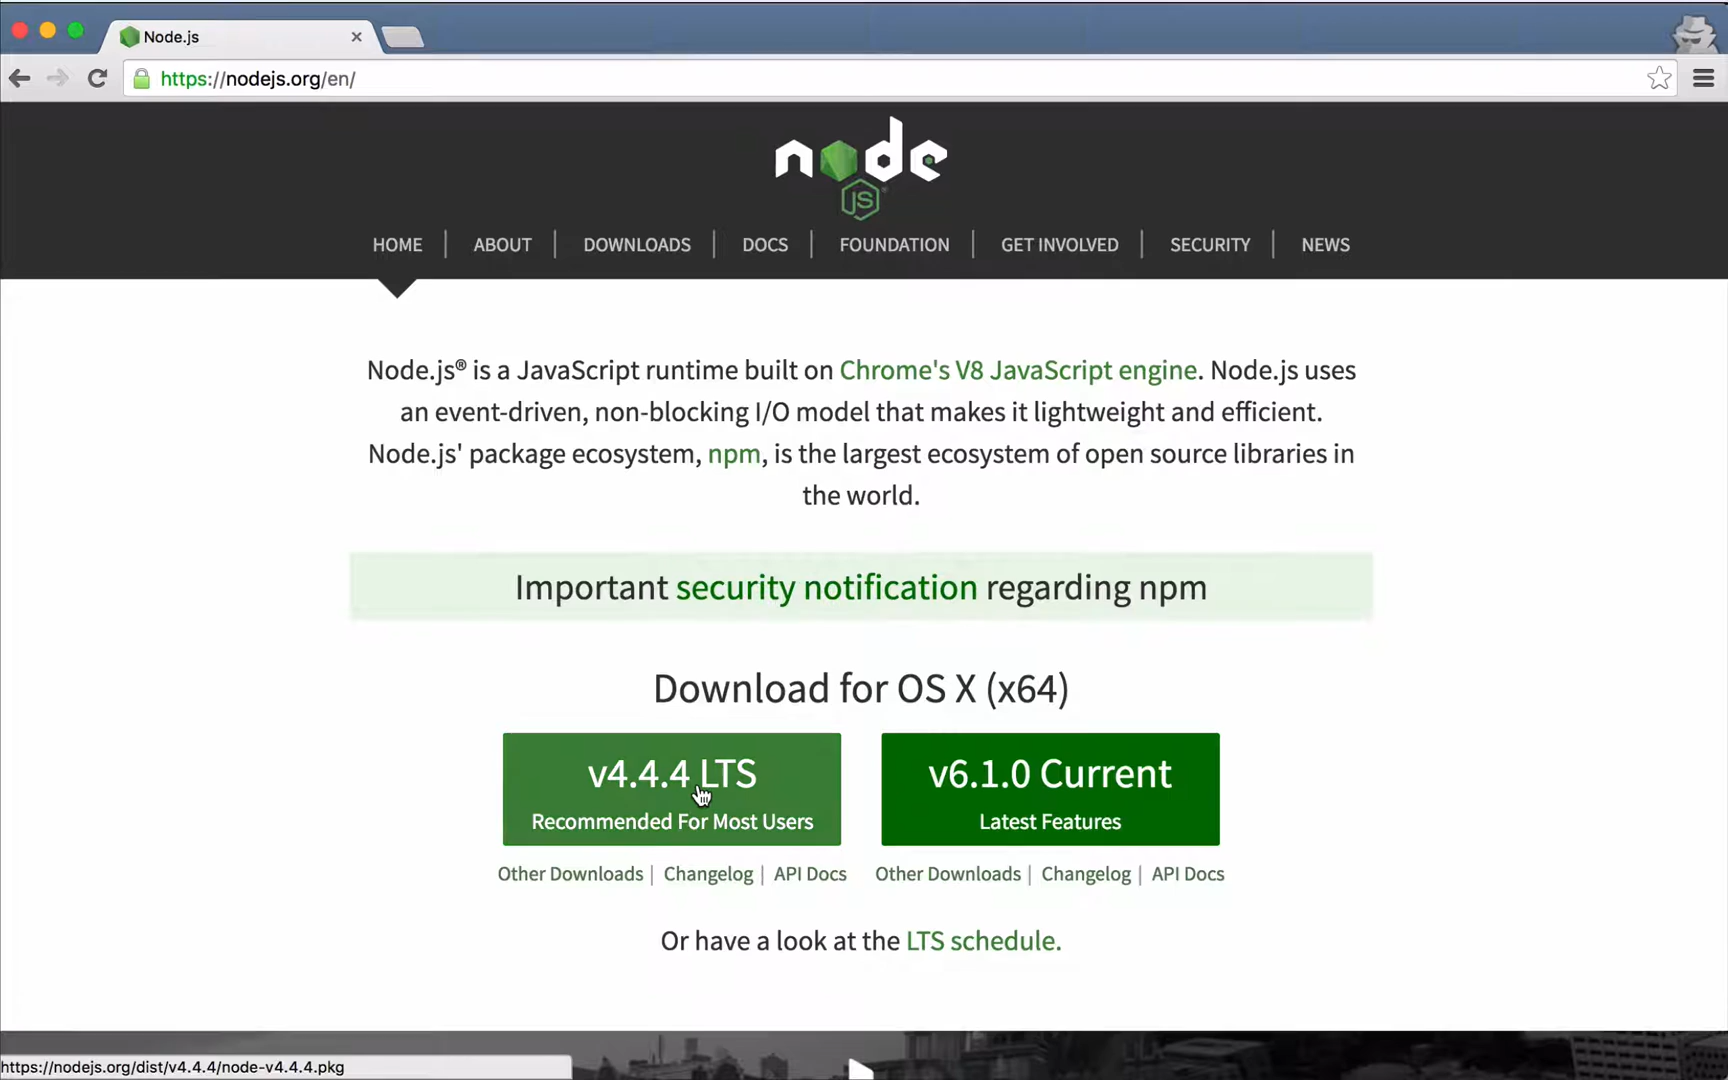 Node.js
https://nodejs.org/en/
node
JS
HOME
ABOUT
DOWNLOADS
DOCS
FOUNDATION
GET INVOLVED
SECURITY
NEWS
Node.js® is a JavaScript runtime built on Chrome's V8 JavaScript engine. Node.js uses
an event-driven, non-blocking I/O model that makes it lightweight and efficient.
Node.js' package ecosystem, npm, is the largest ecosystem of open source libraries in
the world.
Important security notification regarding npm
Download for OS X (x64)
v4.4.4 LTS
Recommended For Most Users
v6.1.0 Current
Latest Features
Other Downloads | Changelog | API Docs
Other Downloads | Changelog | API Docs
Or have a look at the LTS schedule.
https://nodejs.org/dist/v4.4.4/node-v4.4.4.pkg